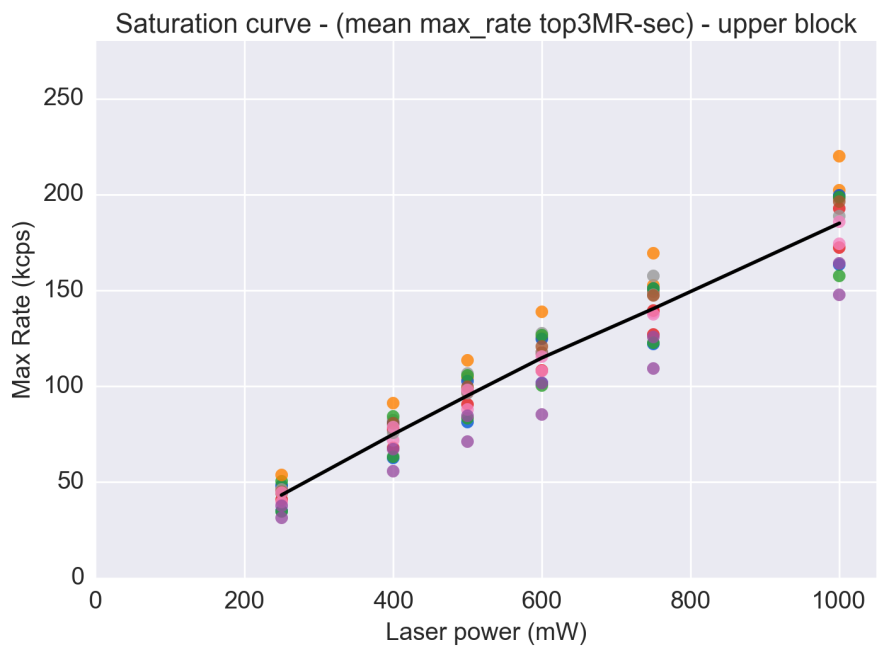 Saturation curve - (mean max_rate top3MR-sec) - upper block
250
200
150
100
50
0
Max Rate (kcps)
0 200 400 600 800 1000
Laser power (mW)